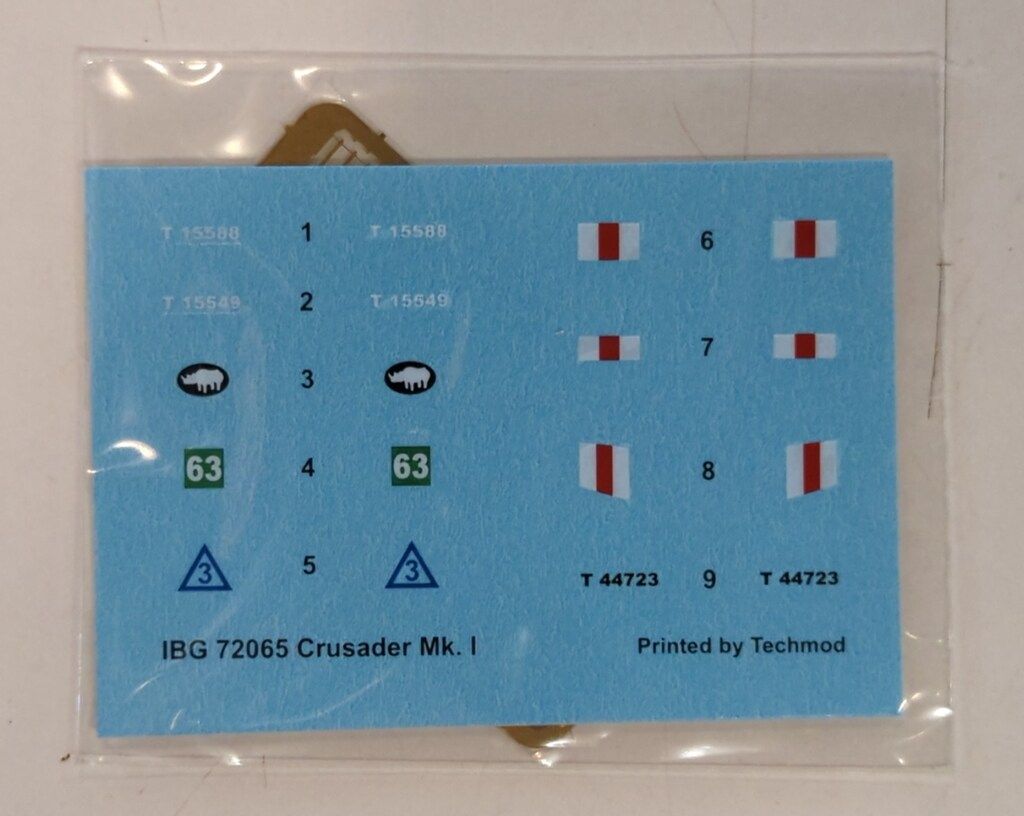 T 15588 1 T 15588
T 15549 2 T 15549
3
63 4 63
3 5 3
6
7
8
T 44723 9 T 44723
IBG 72065 Crusader Mk. I
Printed by Techmod